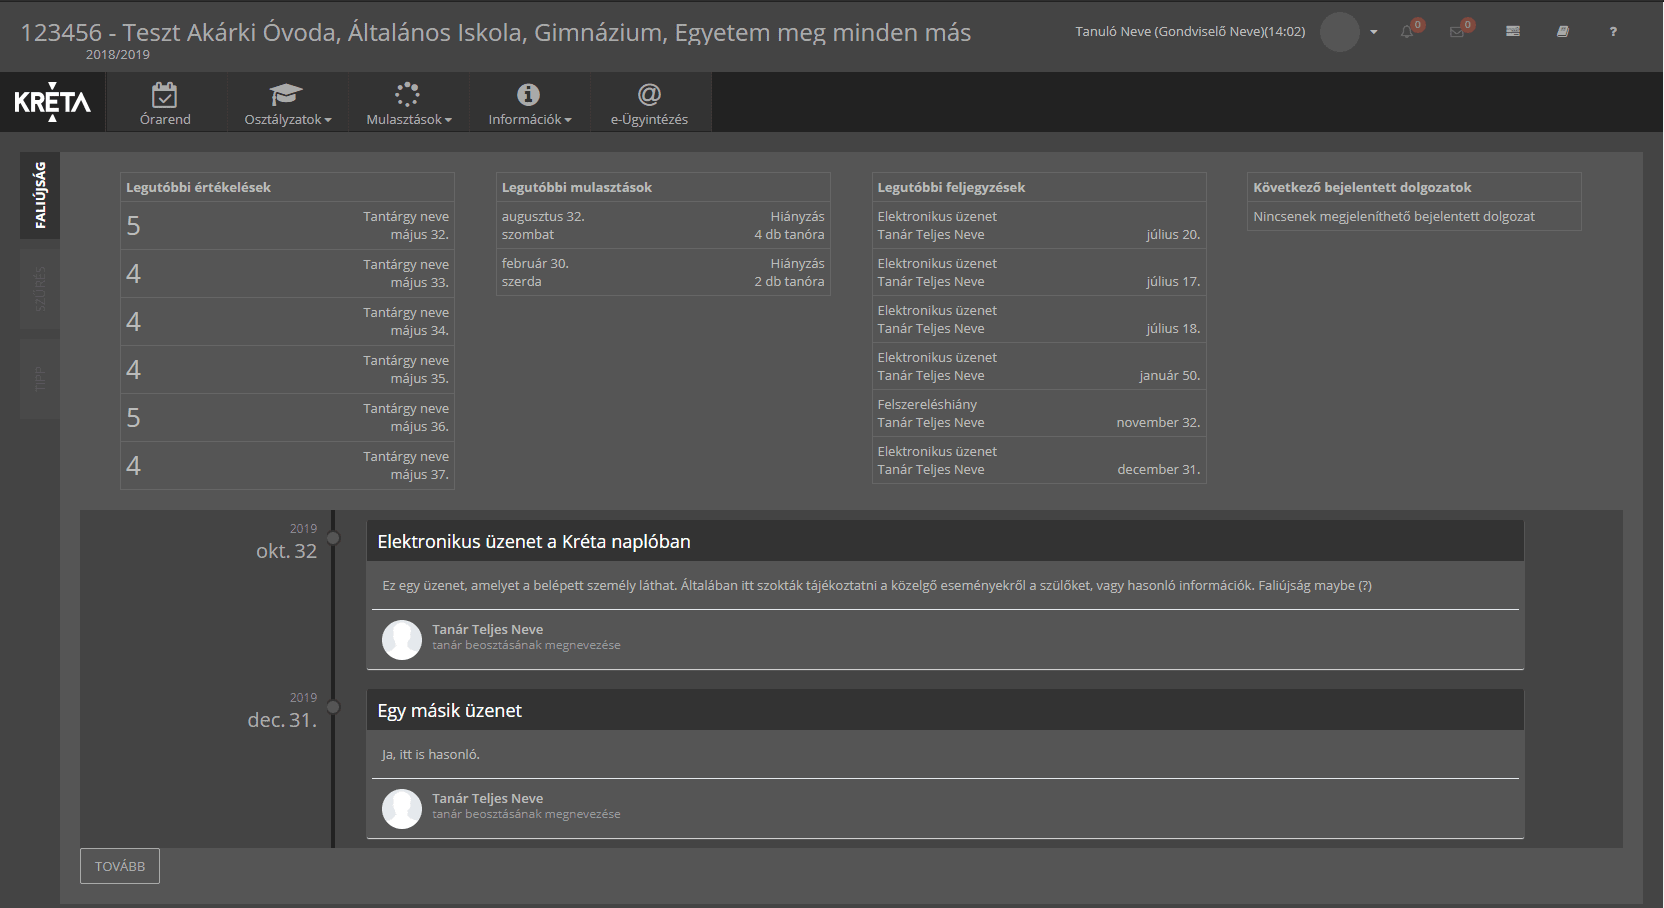 123456 - Teszt Akárki Óvoda, Általános Iskola, Gimnázium, Egyetem meg minden más
2018/2019
Tanuló Neve (Gondviselő Neve)(14:02)
0
0
?
KRÉTA
Órarend
Osztályzatok
Mulasztások
Információk
e-Ügyintézés
FALIÚJSÁG
SZŰRÉS
TIPP
Legutóbbi értékelések
5 Tantárgy neve
május 32.
4 Tantárgy neve
május 33.
4 Tantárgy neve
május 34.
4 Tantárgy neve
május 35.
5 Tantárgy neve
május 36.
4 Tantárgy neve
május 37.
Legutóbbi mulasztások
augusztus 32. Hiányzás
szombat 4 db tanóra
február 30. Hiányzás
szerda 2 db tanóra
Legutóbbi feljegyzések
Elektronikus üzenet
Tanár Teljes Neve július 20.
Elektronikus üzenet
Tanár Teljes Neve július 17.
Elektronikus üzenet
Tanár Teljes Neve július 18.
Elektronikus üzenet
Tanár Teljes Neve január 50.
Felszereléshiány
Tanár Teljes Neve november 32.
Elektronikus üzenet
Tanár Teljes Neve december 31.
Következő bejelentett dolgozatok
Nincsenek megjeleníthető bejelentett dolgozat
2019
okt. 32
Elektronikus üzenet a Kréta naplóban
Ez egy üzenet, amelyet a belépett személy láthat. Általában itt szokták tájékoztatni a közelgő eseményekről a szülőket, vagy hasonló információk. Faliújság maybe (?)
Tanár Teljes Neve
tanár beosztásának megnevezése
2019
dec. 31.
Egy másik üzenet
Ja, itt is hasonló.
Tanár Teljes Neve
tanár beosztásának megnevezése
TOVÁBB